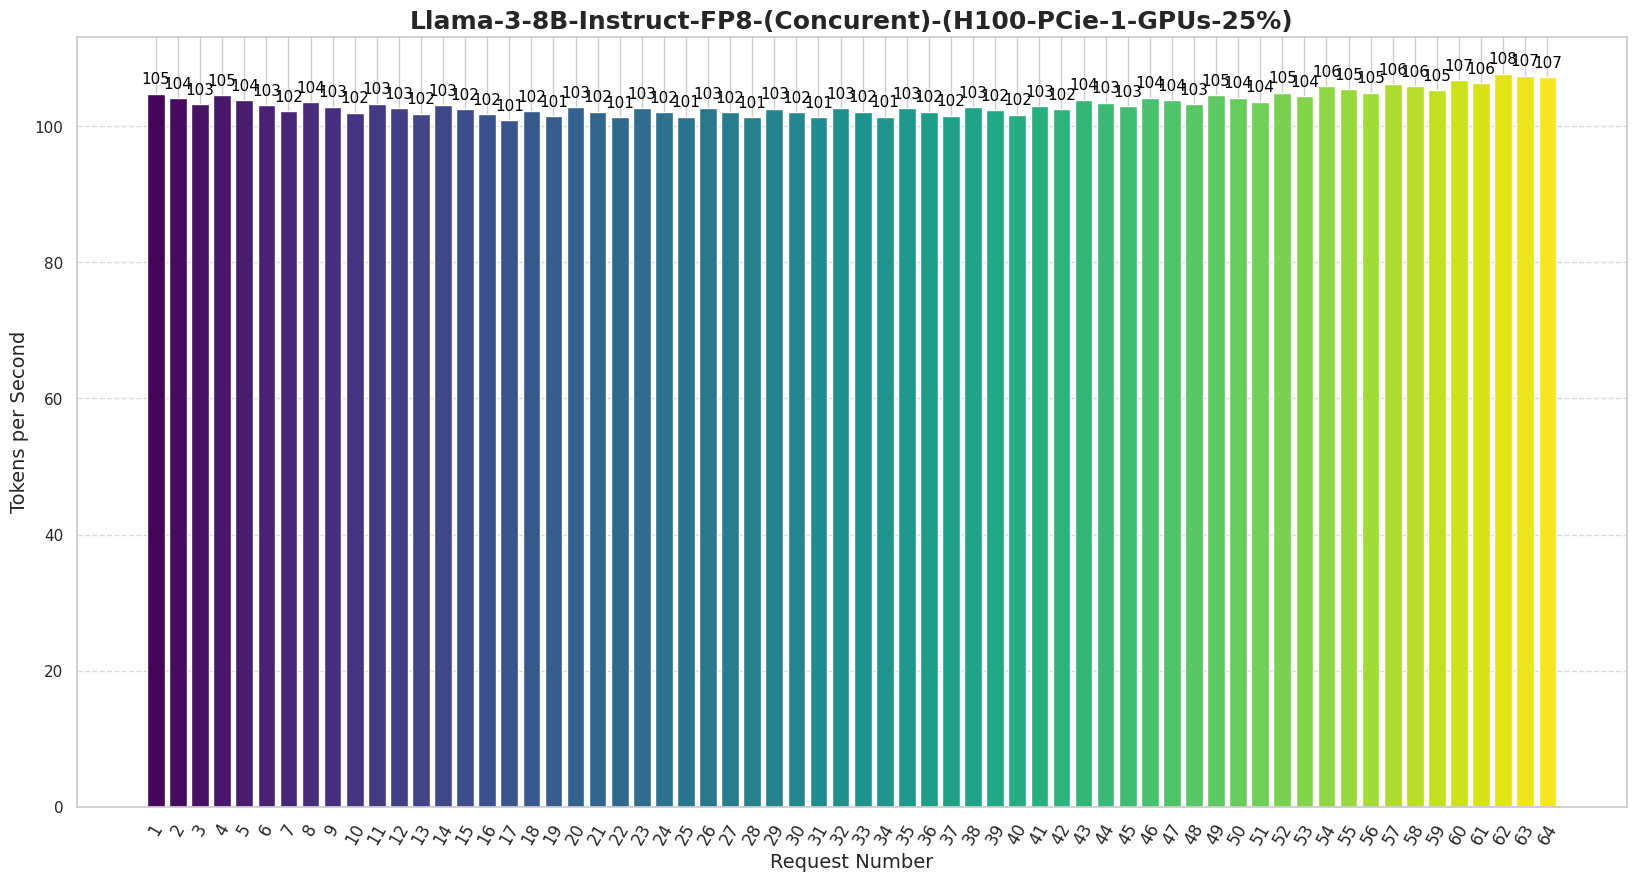 Llama-3-8B-Instruct-FP8-(Concurent)-(H100-PCie-1-GPUs-25%)
105 104 103 105 104 103 102 104 103 102 103 103 102 103 102 102 101 102 101 103 102 101 103 102 101 103 102 101 103 102 101 103 102 101 103 102 102 103 102 102 103 102 104 103 103 104 104 103 105 104 104 105 104 106 105 105 106 106 105 107 106 108 107 107
100
80
60
40
20
0
Tokens per Second
1 2 3 4 5 6 7 8 9 10 11 12 13 14 15 16 17 18 19 20 21 22 23 24 25 26 27 28 29 30 31 32 33 34 35 36 37 38 39 40 41 42 43 44 45 46 47 48 49 50 51 52 53 54 55 56 57 58 59 60 61 62 63 64
Request Number